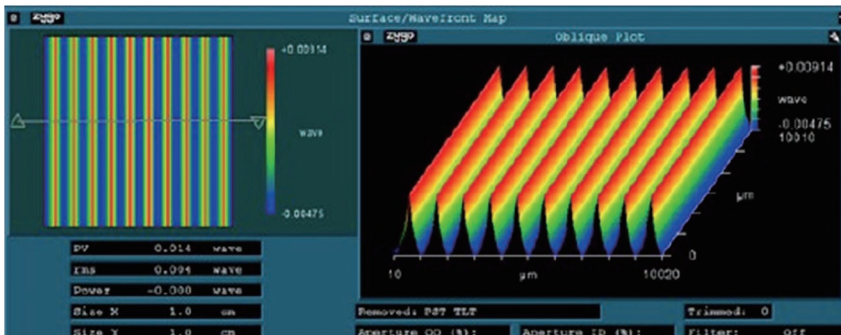 zygo Surface/Wavefront Map
zygo Oblique Plot
+0.00914
wave
-0.00475
+0.00914
wave
-0.00475
10010
µm
0
10
µm
10020
PV 0.014 wave
rms 0.004 wave
Power -0.000 wave
Size X 1.0 cm
Size Y 1.0 cm
Removed: PST TLT
Trimmed: 0
Aperture OD (%):
Aperture ID (%):
Filter: Off